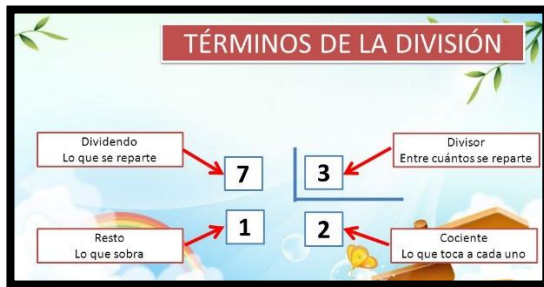 TÉRMINOS DE LA DIVISIÓN
Dividendo
Lo que se reparte
7
3
Divisor
Entre cuántos se reparte
Resto
Lo que sobra
1
2
Cociente
Lo que toca a cada uno